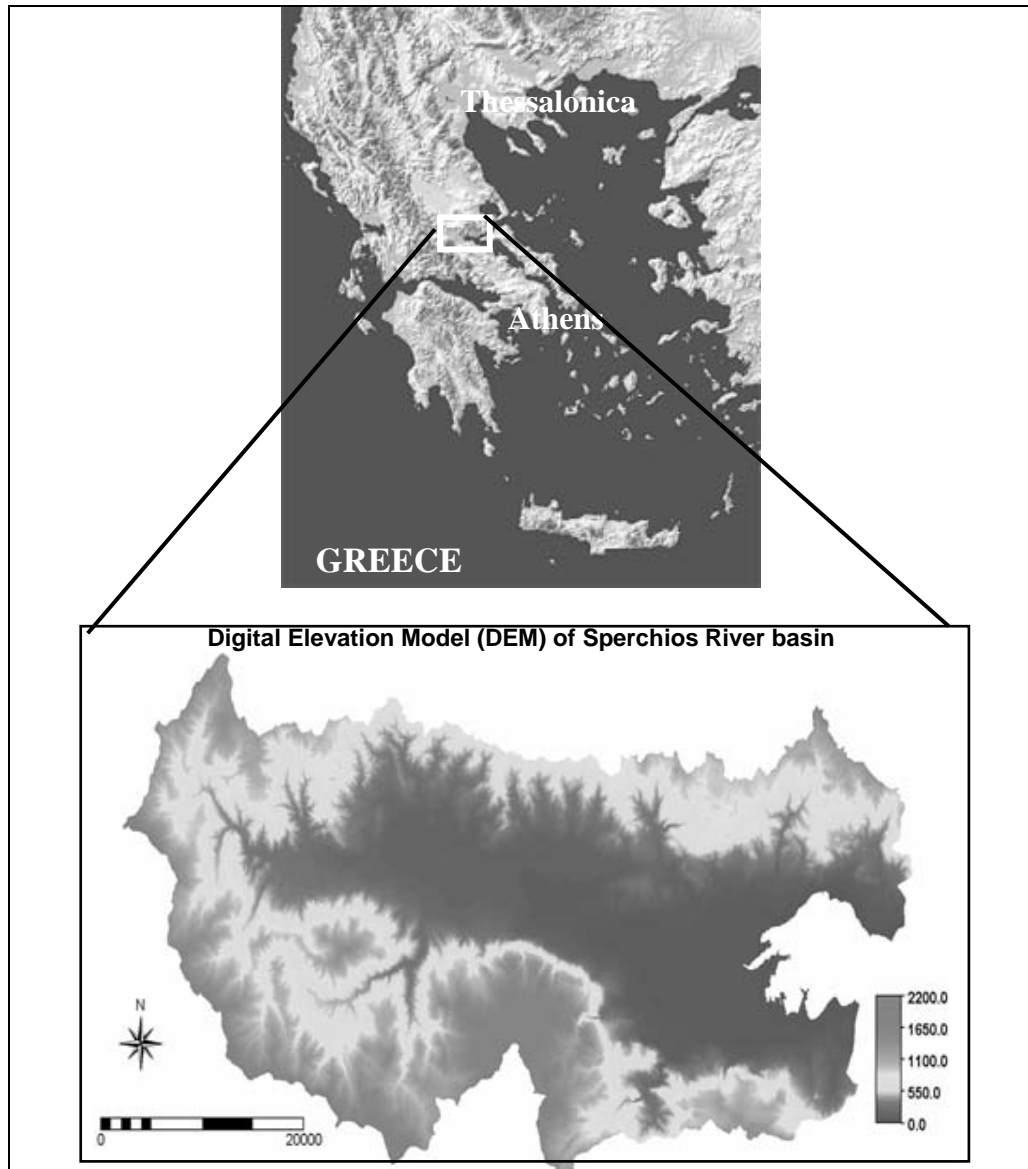 Thessalonica
Athens
GREECE
Digital Elevation Model (DEM) of Sperchios River basin
N
2200.0
1650.0
1100.0
550.0
0.0
0 20000